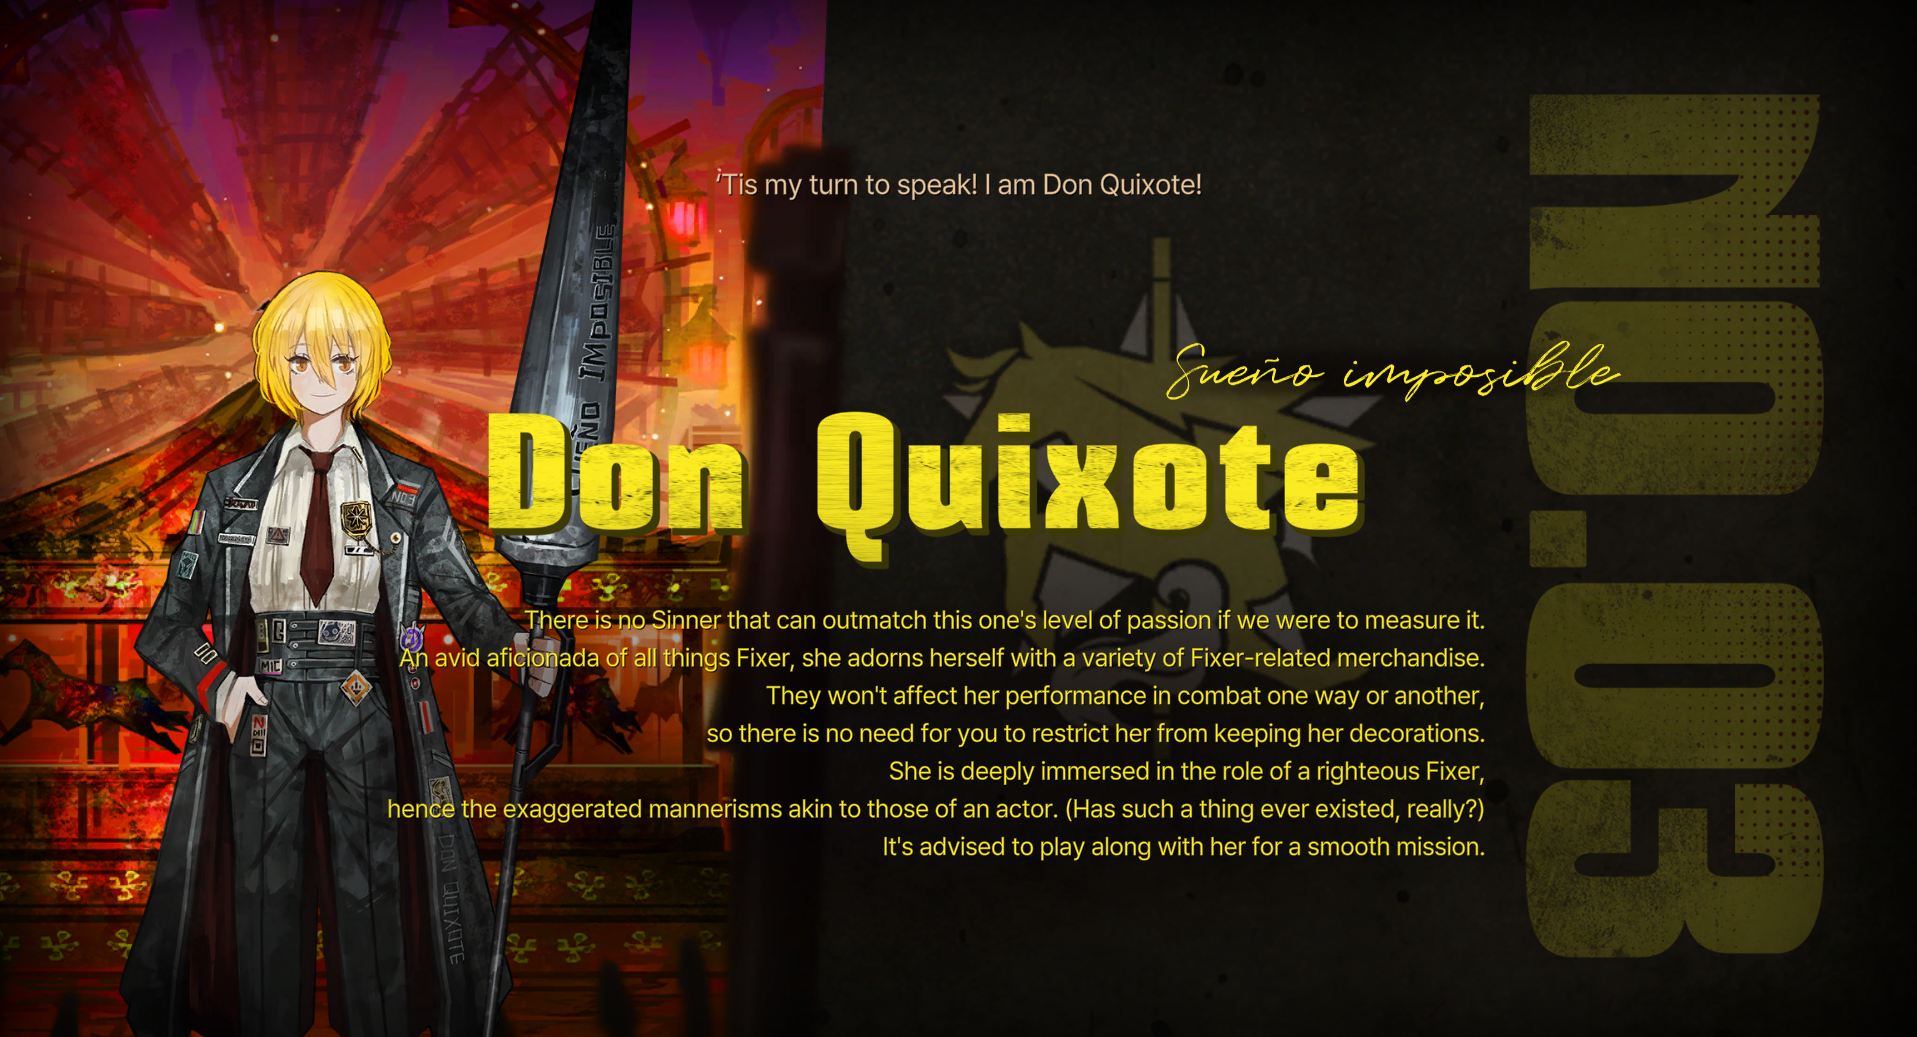 'Tis my turn to speak! I am Don Quixote!
Sueño imposible
Don Quixote
There is no Sinner that can outmatch this one's level of passion if we were to measure it.
An avid aficionada of all things Fixer, she adorns herself with a variety of Fixer-related merchandise.
They won't affect her performance in combat one way or another,
so there is no need for you to restrict her from keeping her decorations.
She is deeply immersed in the role of a righteous Fixer,
hence the exaggerated mannerisms akin to those of an actor. (Has such a thing ever existed, really?)
It's advised to play along with her for a smooth mission.
NO.03
SUEÑO IMPOSIBLE
NO3
MIC
DON QUIXOTE